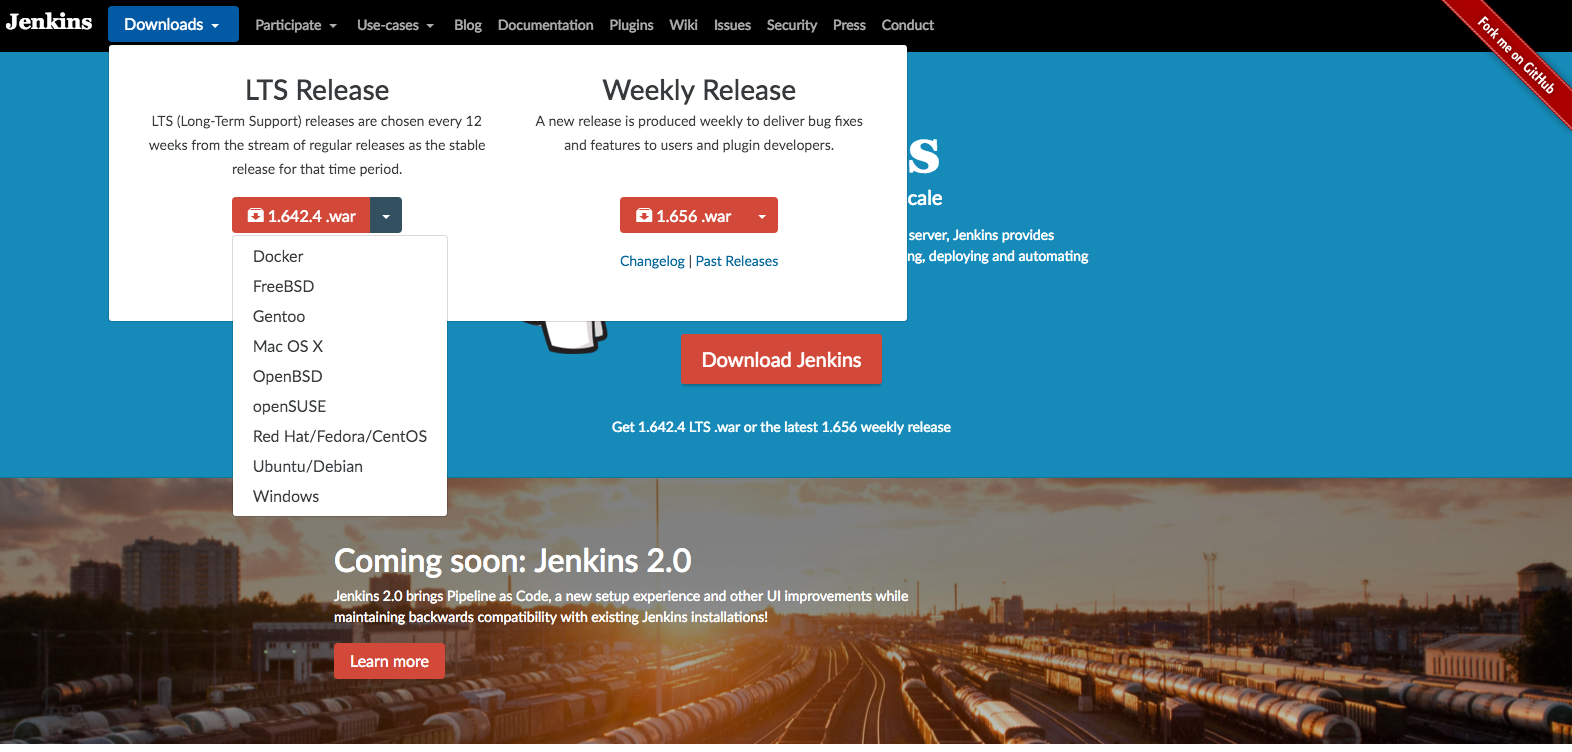 Jenkins
Downloads
Participate
Use-cases
Blog
Documentation
Plugins
Wiki
Issues
Security
Press
Conduct
Fork me on GitHub
LTS Release
LTS (Long-Term Support) releases are chosen every 12
weeks from the stream of regular releases as the stable
release for that time period.
1.642.4 .war
Docker
FreeBSD
Gentoo
Mac OS X
OpenBSD
openSUSE
Red Hat/Fedora/CentOS
Ubuntu/Debian
Windows
Weekly Release
A new release is produced weekly to deliver bug fixes
and features to users and plugin developers.
1.656 .war
Changelog | Past Releases
s
cale
server, Jenkins provides
ng, deploying and automating
Download Jenkins
Get 1.642.4 LTS .war or the latest 1.656 weekly release
Coming soon: Jenkins 2.0
Jenkins 2.0 brings Pipeline as Code, a new setup experience and other UI improvements while
maintaining backwards compatibility with existing Jenkins installations!
Learn more